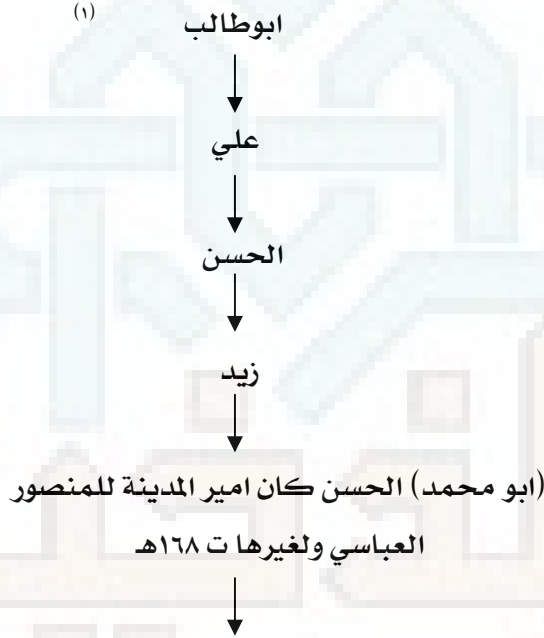 (١)
ابوطالب
علي
الحسن
زيد
(ابو محمد) الحسن كان امير المدينة للمنصور
العباسي ولغيرها ت ١٦٨هـ